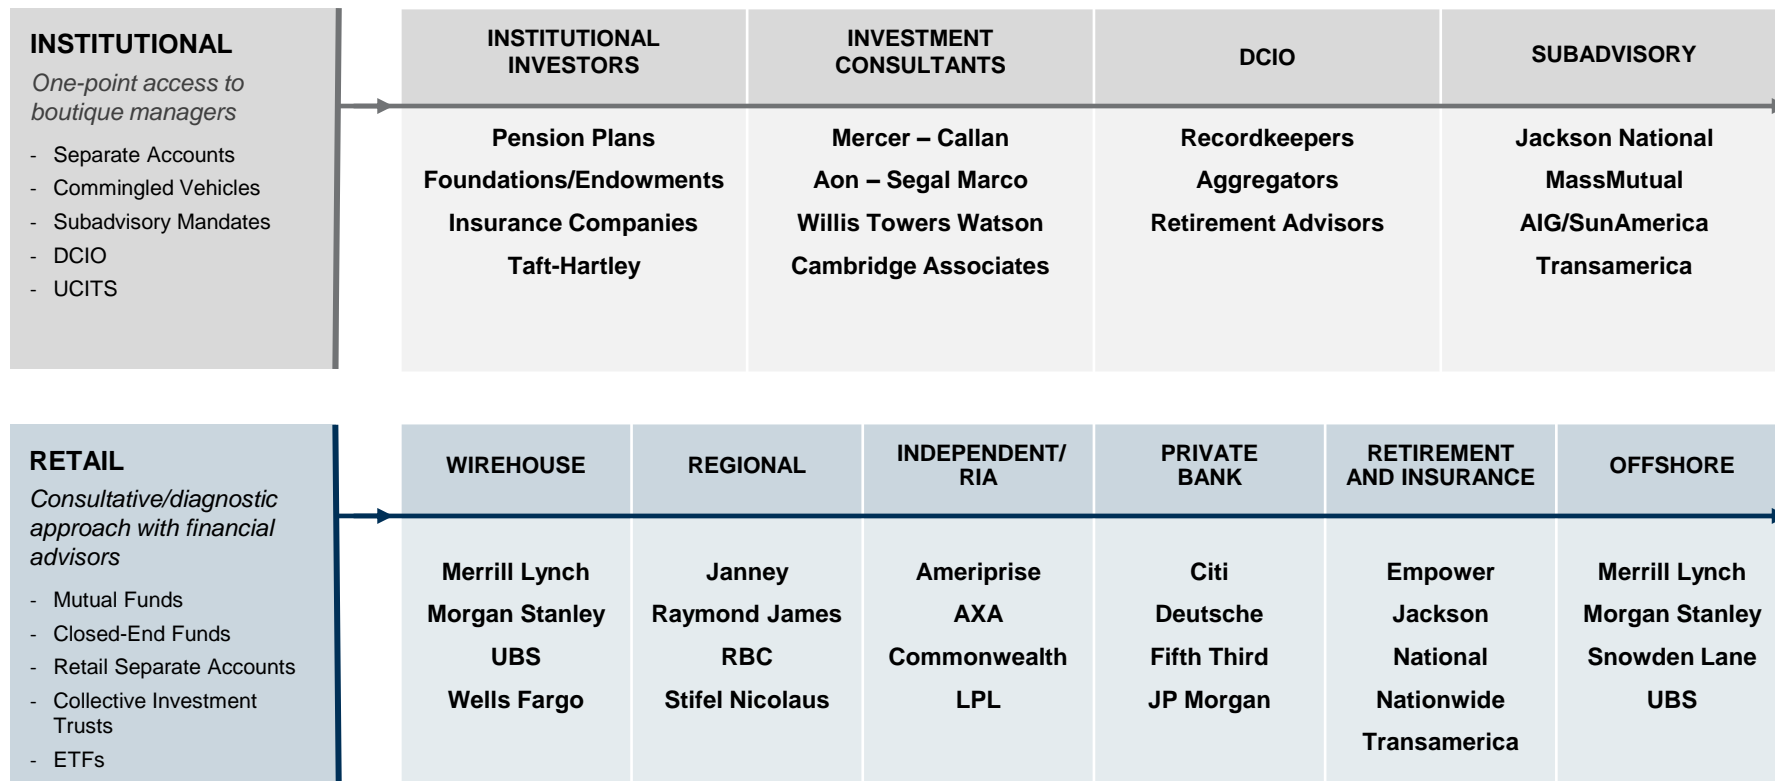 INSTITUTIONAL
One-point access to
boutique managers
- Separate Accounts
- Commingled Vehicles
- Subadvisory Mandates
- DCIO
- UCITS
INSTITUTIONAL
INVESTORS
Pension Plans
Foundations/Endowments
Insurance Companies
Taft-Hartley
INVESTMENT
CONSULTANTS
Mercer – Callan
Aon – Segal Marco
Willis Towers Watson
Cambridge Associates
DCIO
Recordkeepers
Aggregators
Retirement Advisors
SUBADVISORY
Jackson National
MassMutual
AIG/SunAmerica
Transamerica
RETAIL
Consultative/diagnostic
approach with financial
advisors
- Mutual Funds
- Closed-End Funds
- Retail Separate Accounts
- Collective Investment
Trusts
- ETFs
WIREHOUSE
Merrill Lynch
Morgan Stanley
UBS
Wells Fargo
REGIONAL
Janney
Raymond James
RBC
Stifel Nicolaus
INDEPENDENT/
RIA
Ameriprise
AXA
Commonwealth
LPL
PRIVATE
BANK
Citi
Deutsche
Fifth Third
JP Morgan
RETIREMENT
AND INSURANCE
Empower
Jackson
National
Nationwide
Transamerica
OFFSHORE
Merrill Lynch
Morgan Stanley
Snowden Lane
UBS